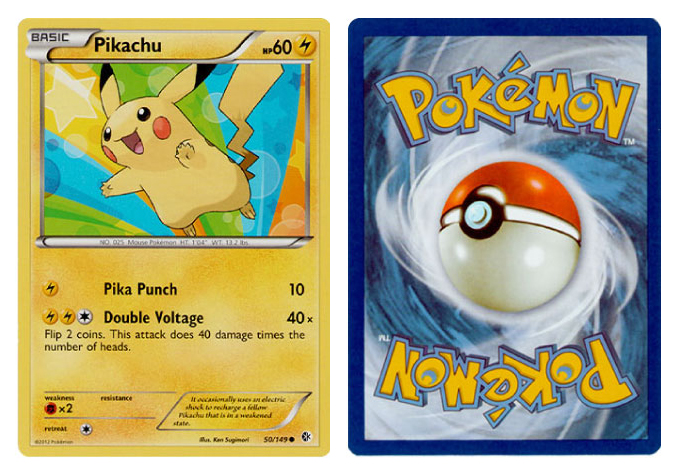 BASIC
Pikachu
HP60
NO. 025 Mouse Pokémon HT. 1'04" WT. 13.2 lbs.
Pika Punch 10
Double Voltage 40×
Flip 2 coins. This attack does 40 damage times the
number of heads.
weakness resistance
×2
retreat
It occasionally uses an electric
shock to recharge a fellow
Pikachu that is in a weakened
state.
©2012 Pokémon
Illus. Ken Sugimori 50/149
POKéMON
TM
POKéMON
TM